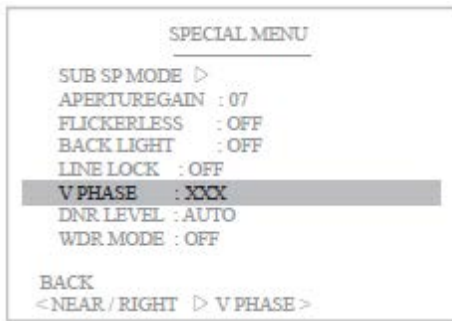 SPECIAL MENU
SUB SP MODE ▷
APERTUREGAIN : 07
FLICKERLESS : OFF
BACK LIGHT : OFF
LINE LOCK : OFF
V PHASE : XXX
DNR LEVEL : AUTO
WDR MODE : OFF
BACK
<NEAR / RIGHT ▷ V PHASE >